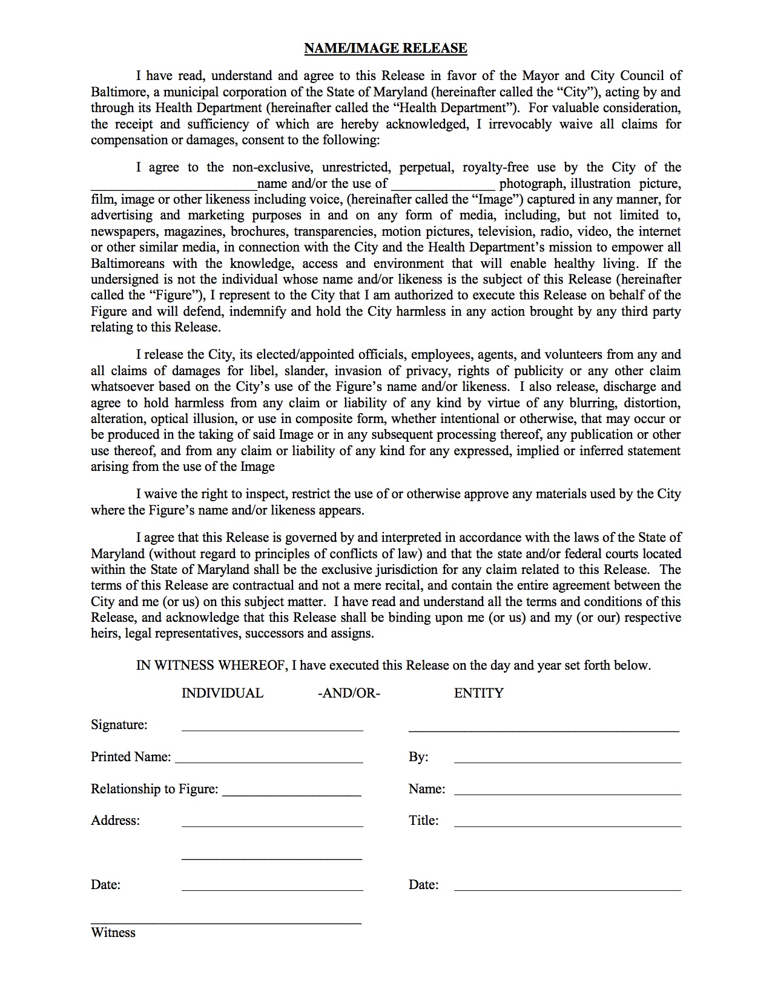 NAME/IMAGE RELEASE
I have read, understand and agree to this Release in favor of the Mayor and City Council of
Baltimore, a municipal corporation of the State of Maryland (hereinafter called the “City”), acting by and
through its Health Department (hereinafter called the “Health Department”).  For valuable consideration,
the receipt and sufficiency of which are hereby acknowledged, I irrevocably waive all claims for
compensation or damages, consent to the following:
I agree to the non-exclusive, unrestricted, perpetual, royalty-free use by the City of the
________________________name and/or the use of _______________ photograph, illustration picture,
film, image or other likeness including voice, (hereinafter called the “Image”) captured in any manner, for
advertising and marketing purposes in and on any form of media, including, but not limited to,
newspapers, magazines, brochures, transparencies, motion pictures, television, radio, video, the internet
or other similar media, in connection with the City and the Health Department’s mission to empower all
Baltimoreans with the knowledge, access and environment that will enable healthy living. If the
undersigned is not the individual whose name and/or likeness is the subject of this Release (hereinafter
called the “Figure”), I represent to the City that I am authorized to execute this Release on behalf of the
Figure and will defend, indemnify and hold the City harmless in any action brought by any third party
relating to this Release.
I release the City, its elected/appointed officials, employees, agents, and volunteers from any and
all claims of damages for libel, slander, invasion of privacy, rights of publicity or any other claim
whatsoever based on the City’s use of the Figure’s name and/or likeness.  I also release, discharge and
agree to hold harmless from any claim or liability of any kind by virtue of any blurring, distortion,
alteration, optical illusion, or use in composite form, whether intentional or otherwise, that may occur or
be produced in the taking of said Image or in any subsequent processing thereof, any publication or other
use thereof, and from any claim or liability of any kind for any expressed, implied or inferred statement
arising from the use of the Image
I waive the right to inspect, restrict the use of or otherwise approve any materials used by the City
where the Figure’s name and/or likeness appears.
I agree that this Release is governed by and interpreted in accordance with the laws of the State of
Maryland (without regard to principles of conflicts of law) and that the state and/or federal courts located
within the State of Maryland shall be the exclusive jurisdiction for any claim related to this Release.  The
terms of this Release are contractual and not a mere recital, and contain the entire agreement between the
City and me (or us) on this subject matter.  I have read and understand all the terms and conditions of this
Release, and acknowledge that this Release shall be binding upon me (or us) and my (or our) respective
heirs, legal representatives, successors and assigns.
IN WITNESS WHEREOF, I have executed this Release on the day and year set forth below.
INDIVIDUAL -AND/OR- ENTITY
Signature: __________________________ _______________________________________
Printed Name: ___________________________ By: ________________________________
Relationship to Figure: ____________________ Name: ________________________________
Address: __________________________ Title: ________________________________
__________________________
Date: __________________________ Date: ________________________________
_______________________________________
Witness